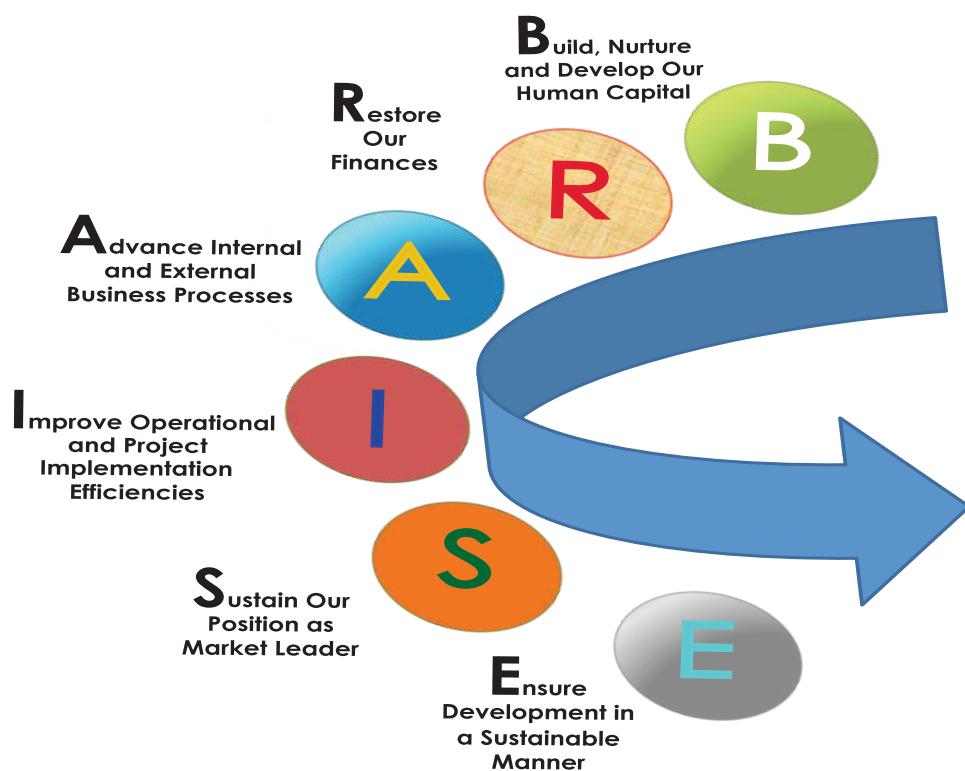 Build, Nurture
and Develop Our
Human Capital
B
Restore
Our
Finances
R
Advance Internal
and External
Business Processes
A
Improve Operational
and Project
Implementation
Efficiencies
I
Sustain Our
Position as
Market Leader
S
Ensure
Development in
a Sustainable
Manner
E